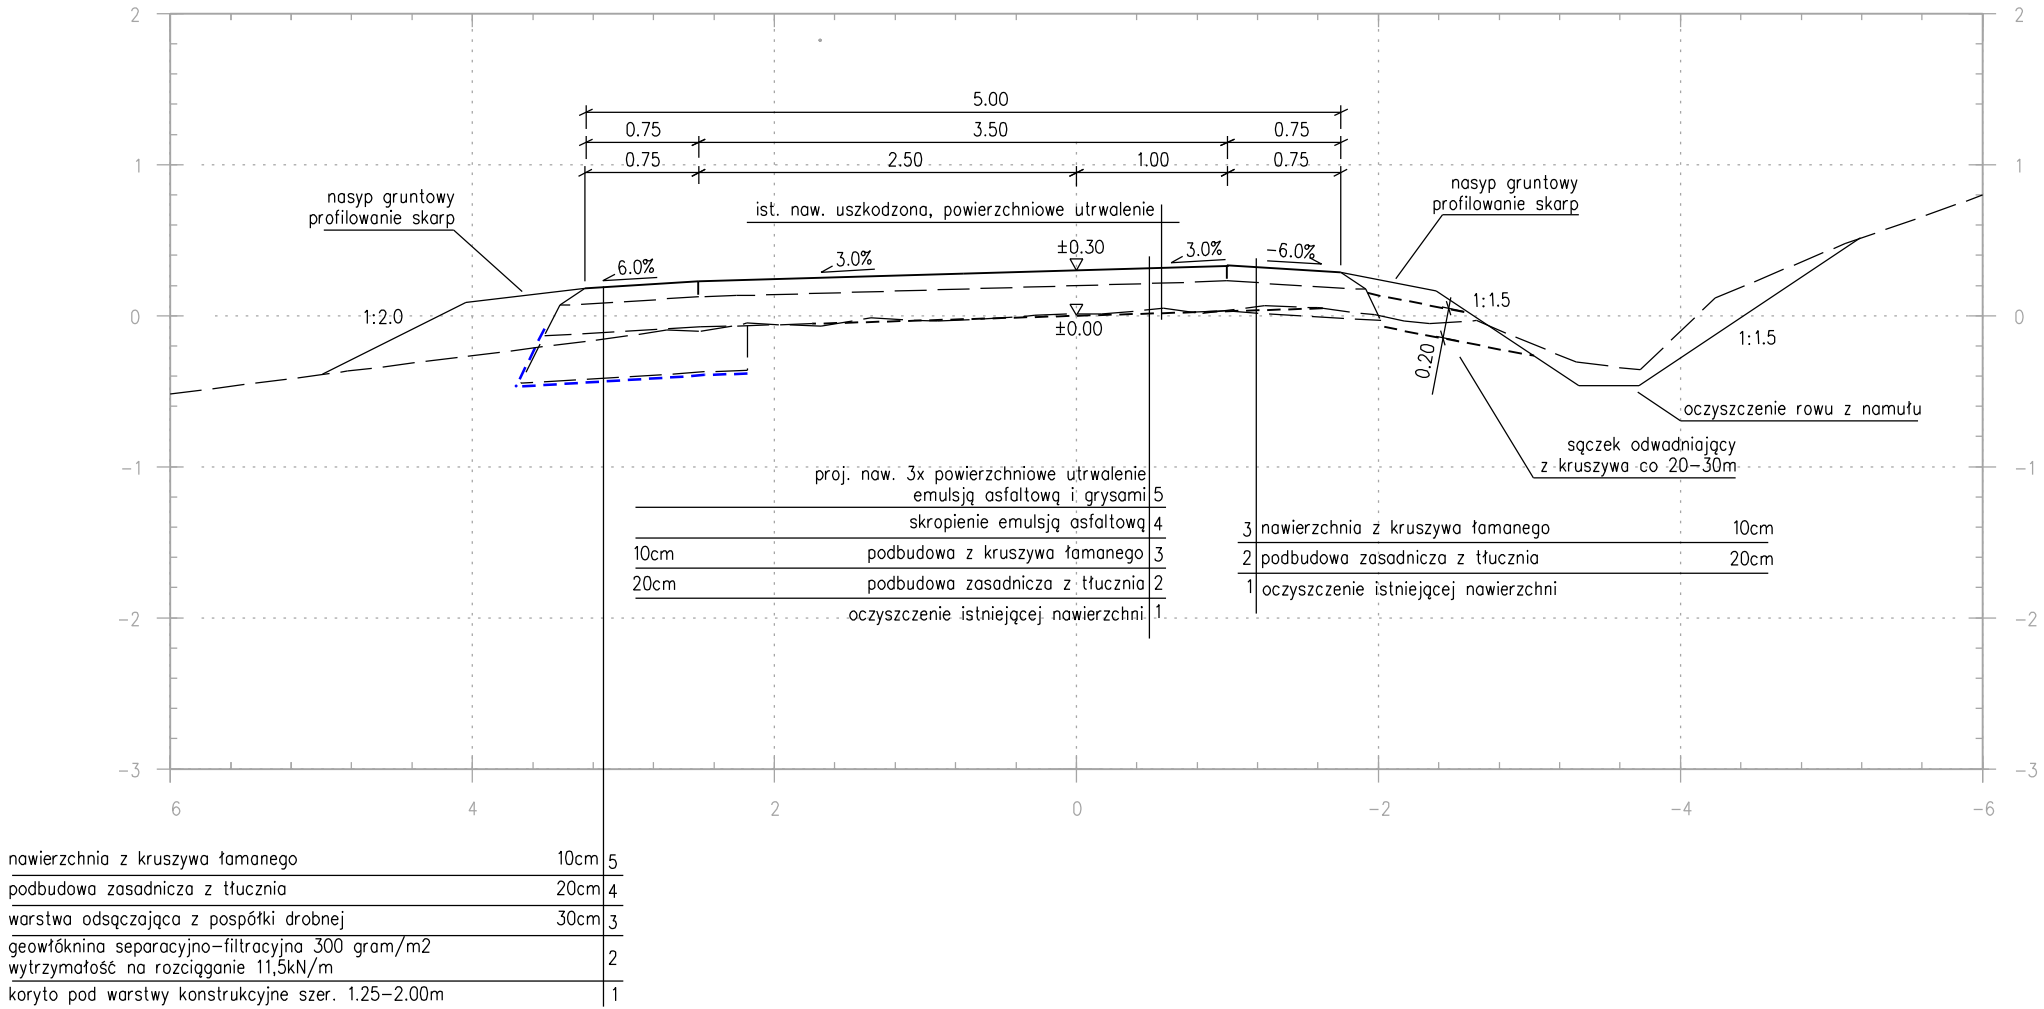 2
2
5.00
0.75
3.50
0.75
0.75
2.50
1.00
0.75
1
1
nasyp gruntowy
profilowanie skarp
nasyp gruntowy
profilowanie skarp
ist. naw. uszkodzona, powierzchniowe utrwalenie
±0.30
3.0%
-6.0%
6.0%
3.0%
1:2.0
1:1.5
0
0
±0.00
1:1.5
0.20
oczyszczenie rowu z namułu
sączek odwadniający
z kruszywa co 20-30m
-1
-1
proj. naw. 3x powierzchniowe utrwalenie
emulsją asfaltową i grysami 5
skropienie emulsją asfaltową 4
10cm podbudowa z kruszywa łamanego 3
20cm podbudowa zasadnicza z tłucznia 2
oczyszczenie istniejącej nawierzchni 1
3 nawierzchnia z kruszywa łamanego 10cm
2 podbudowa zasadnicza z tłucznia 20cm
1 oczyszczenie istniejącej nawierzchni
-2
-2
-3
-3
6 4 2 0 -2 -4 -6
nawierzchnia z kruszywa łamanego 10cm 5
podbudowa zasadnicza z tłucznia 20cm 4
warstwa odsączająca z pospółki drobnej 30cm 3
geowłóknina separacyjno-filtracyjna 300 gram/m2
wytrzymałość na rozciąganie 11,5kN/m 2
koryto pod warstwy konstrukcyjne szer. 1.25-2.00m 1